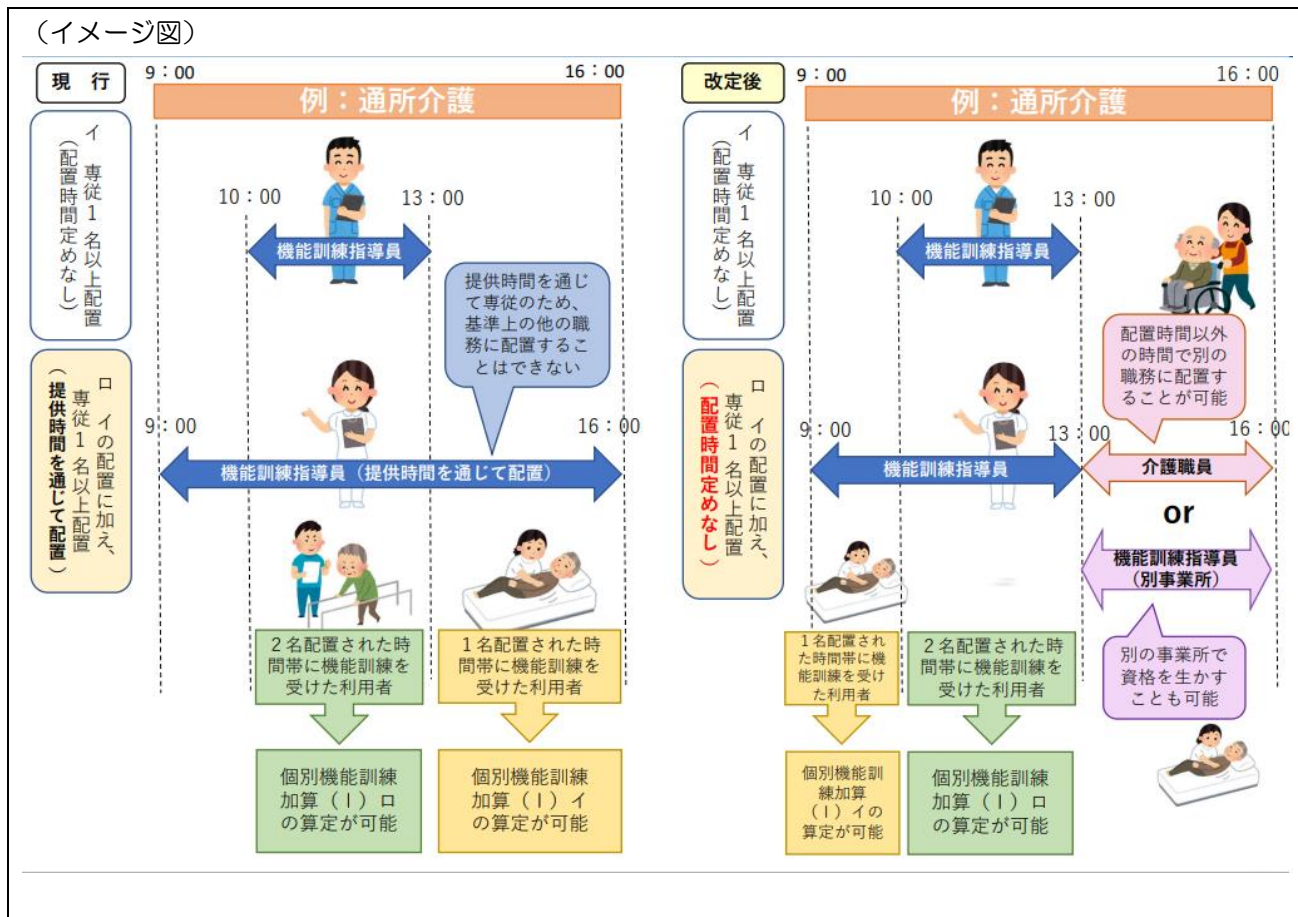 （イメージ図）
現　行
9：00
16：00
例：通所介護
イ　専従１名以上配置
（配置時間定めなし）
10：00
13：00
機能訓練指導員
提供時間を通じ
て専従のため、
基準上の他の職
務に配置するこ
とはできない
ロ　イの配置に加え、
専従１名以上配置
（提供時間を通じて配置）
9：00
16：00
機能訓練指導員（提供時間を通じて配置）
２名配置された時
間帯に機能訓練を
受けた利用者
１名配置された時
間帯に機能訓練を
受けた利用者
個別機能訓練
加算（Ⅰ）ロ
の算定が可能
個別機能訓練
加算（Ⅰ）イ
の算定が可能
改定後
9：00
16：00
例：通所介護
イ　専従１名以上配置
（配置時間定めなし）
10：00
13：00
機能訓練指導員
配置時間以外
の時間で別の
職務に配置す
ることが可能
ロ　イの配置に加え、
専従１名以上配置
（配置時間定めなし）
9：00
13：00
16：00
機能訓練指導員
介護職員
or
機能訓練指導員
（別事業所）
別の事業所で
資格を生かす
ことも可能
１名配置され
た時間帯に機
能訓練を受け
た利用者
２名配置された時
間帯に機能訓練を
受けた利用者
個別機能訓
練加算
（Ⅰ）イの
算定が可能
個別機能訓練
加算（Ⅰ）ロ
の算定が可能